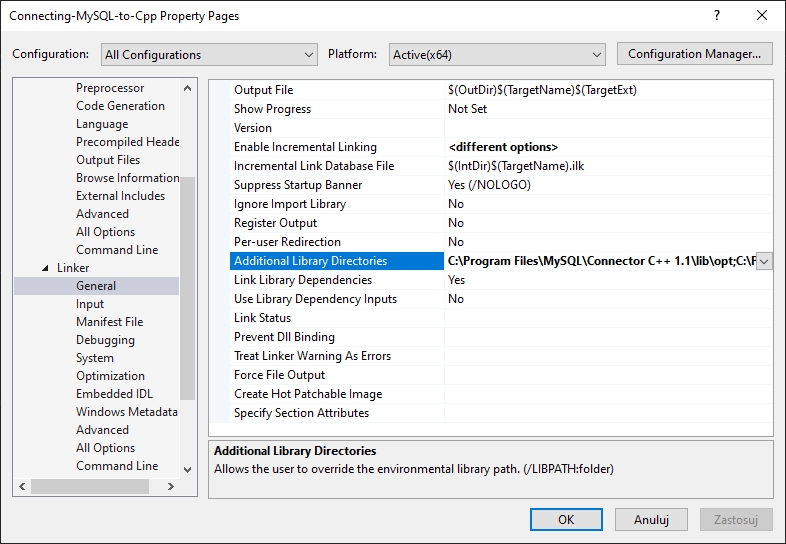 Connecting-MySQL-to-Cpp Property Pages
Configuration: All Configurations Platform: Active(x64) Configuration Manager...
Preprocessor
Code Generation
Language
Precompiled Heade
Output Files
Browse Information
External Includes
Advanced
All Options
Command Line
Linker
General
Input
Manifest File
Debugging
System
Optimization
Embedded IDL
Windows Metadata
Advanced
All Options
Command Line
Output File $(OutDir)$(TargetName)$(TargetExt)
Show Progress Not Set
Version
Enable Incremental Linking <different options>
Incremental Link Database File $(IntDir)$(TargetName).ilk
Suppress Startup Banner Yes (/NOLOGO)
Ignore Import Library No
Register Output No
Per-user Redirection No
Additional Library Directories C:\Program Files\MySQL\Connector C++ 1.1\lib\opt;C:\F
Link Library Dependencies Yes
Use Library Dependency Inputs No
Link Status
Prevent Dll Binding
Treat Linker Warning As Errors
Force File Output
Create Hot Patchable Image
Specify Section Attributes
Additional Library Directories
Allows the user to override the environmental library path. (/LIBPATH:folder)
OK Anuluj Zastosuj